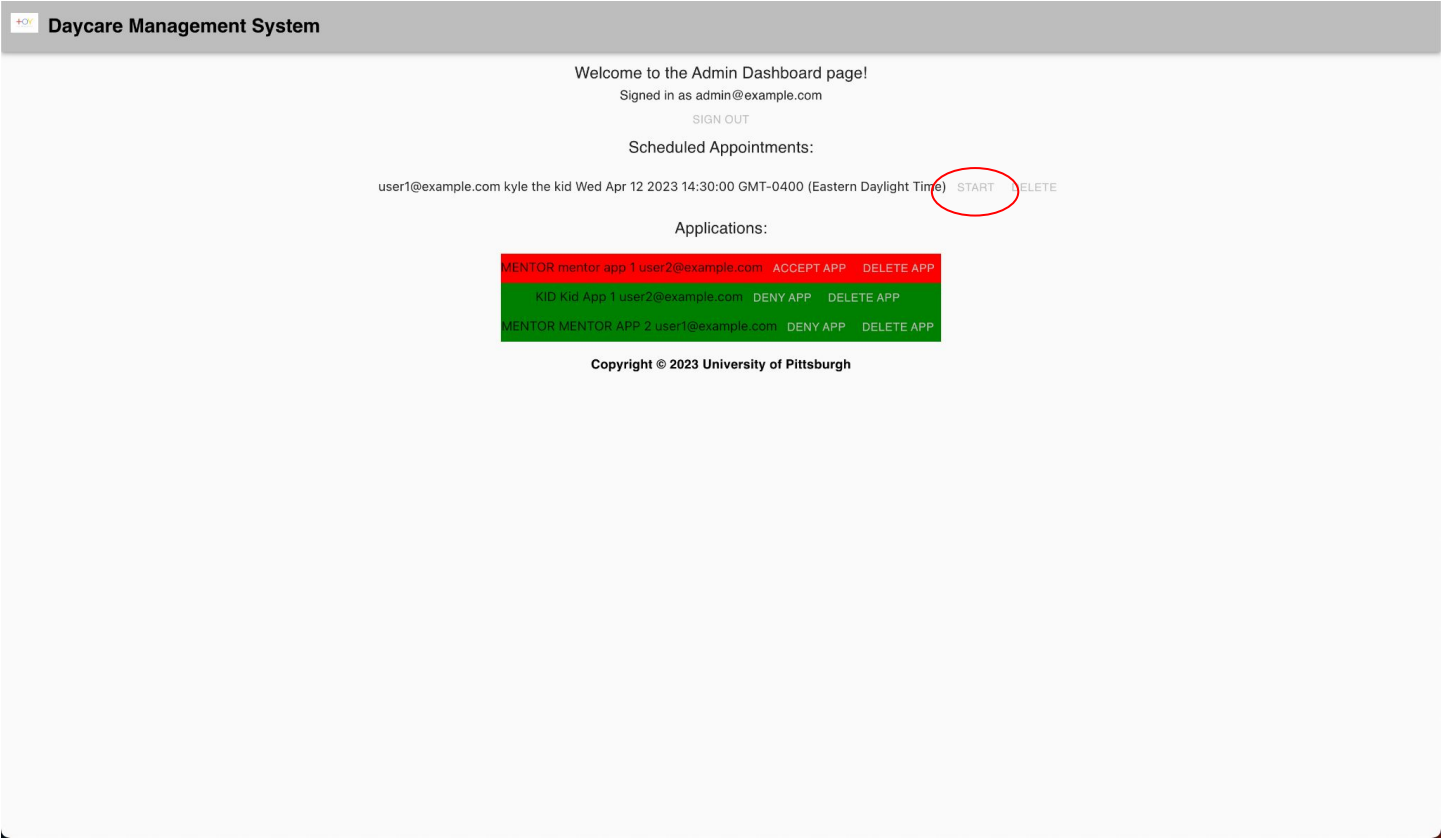 +OY
Daycare Management System
Welcome to the Admin Dashboard page!
Signed in as admin@example.com
SIGN OUT
Scheduled Appointments:
user1@example.com kyle the kid Wed Apr 12 2023 14:30:00 GMT-0400 (Eastern Daylight Time) START DELETE
Applications:
MENTOR mentor app 1 user2@example.com ACCEPT APP DELETE APP
KID Kid App 1 user2@example.com DENY APP DELETE APP
MENTOR MENTOR APP 2 user1@example.com DENY APP DELETE APP
Copyright © 2023 University of Pittsburgh